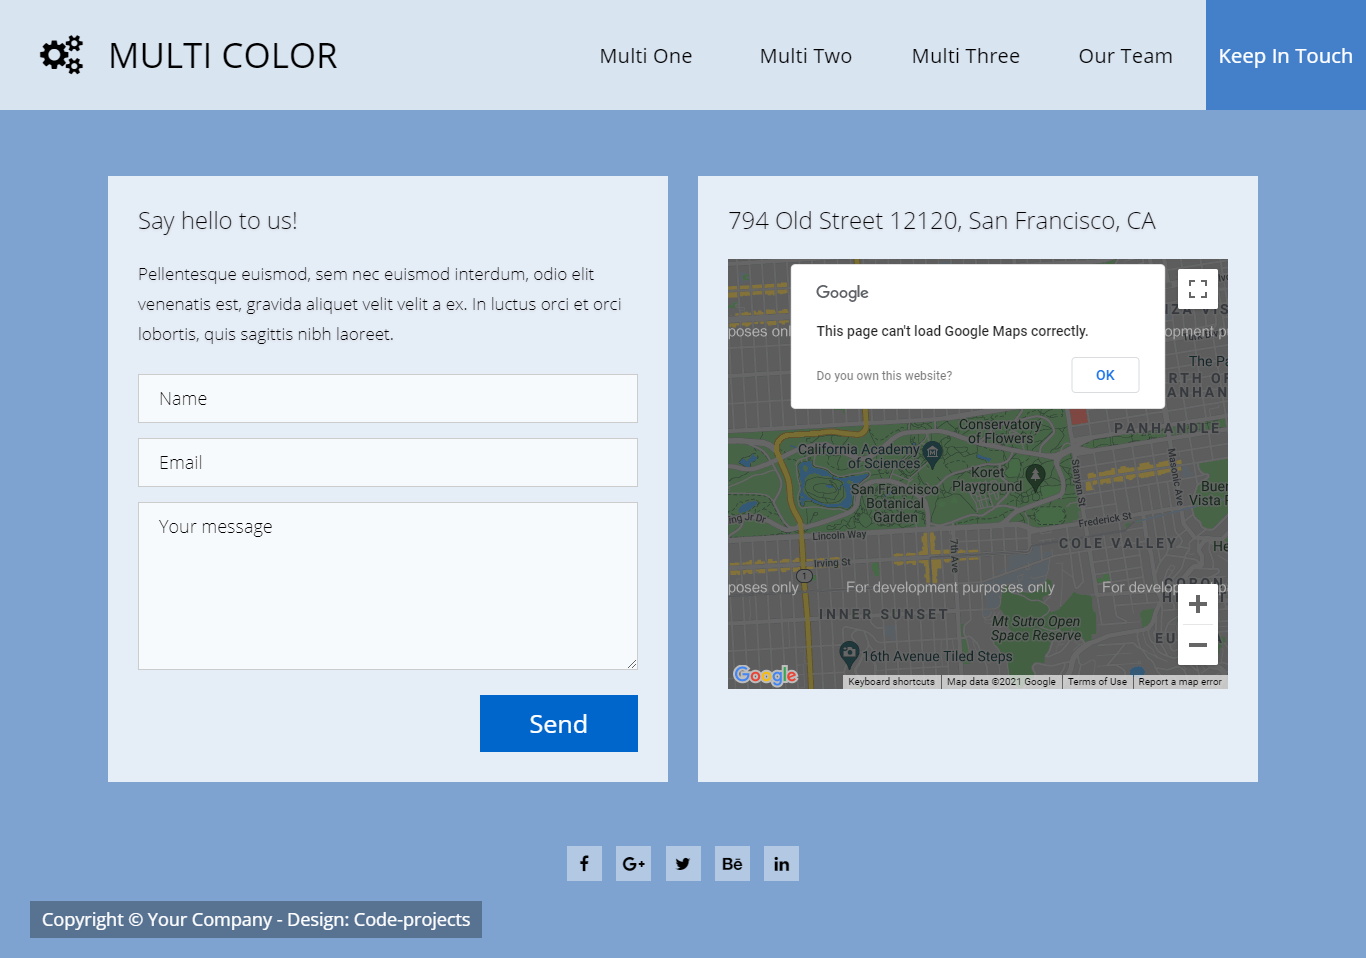 MULTI COLOR
Multi One
Multi Two
Multi Three
Our Team
Keep In Touch
Say hello to us!
Pellentesque euismod, sem nec euismod interdum, odio elit
venenatis est, gravida aliquet velit velit a ex. In luctus orci et orci
lobortis, quis sagittis nibh laoreet.
Name
Email
Your message
Send
794 Old Street 12120, San Francisco, CA
Google
This page can't load Google Maps correctly.
Do you own this website?
OK
poses onl
opment p
The Pa
RTH OF
ANHAN
PANHANDLE
Conservatory
of Flowers
California Academy
of Sciences
Koret
Playground
San Francisco
Botanical
Garden
Stanyan St
Masonic Ave
Buen
Vista P
ing Jr Dr
Frederick St
Lincoln Way
7th Ave
COLE VALLEY
He
Irving St
1
poses only
For development purposes only
For develop
INNER SUNSET
Mt Sutro Open
Space Reserve
EU
16th Avenue Tiled Steps
Google
Keyboard shortcuts
Map data ©2021 Google
Terms of Use
Report a map error
f
G+
Bē
in
Copyright © Your Company - Design: Code-projects